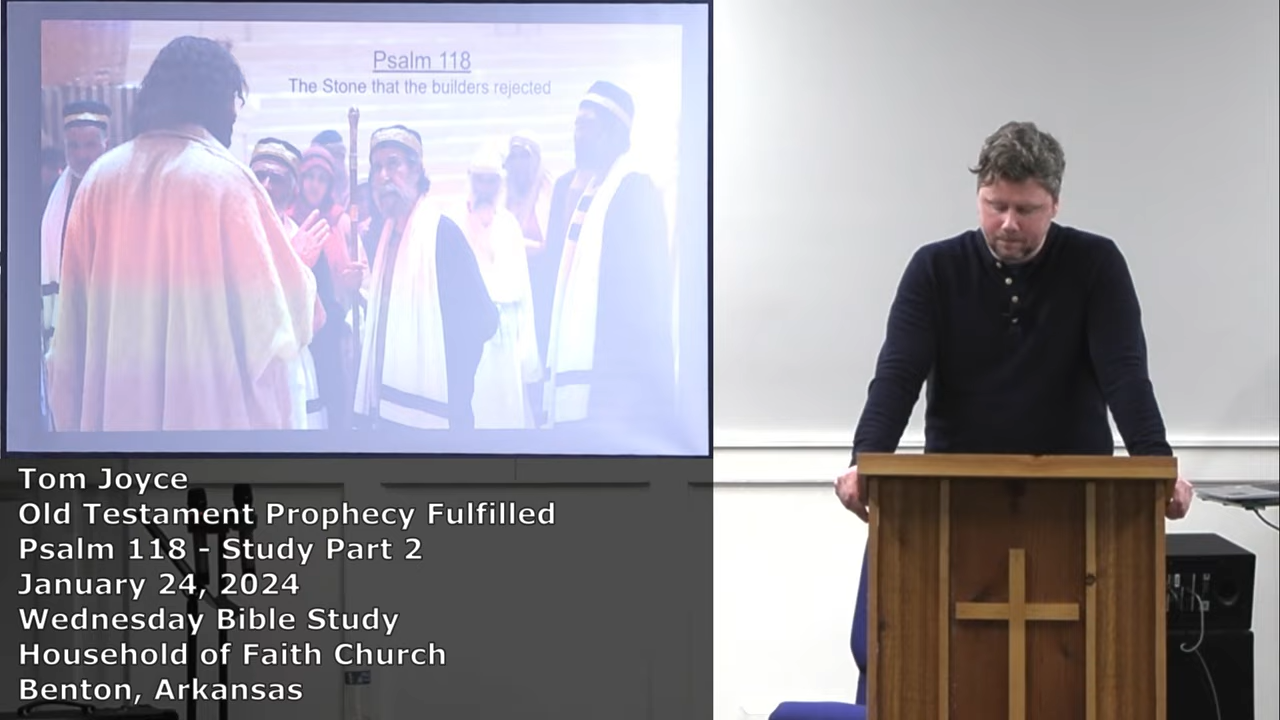 Psalm 118
The Stone that the builders rejected
Tom Joyce
Old Testament Prophecy Fulfilled
Psalm 118 - Study Part 2
January 24, 2024
Wednesday Bible Study
Household of Faith Church
Benton, Arkansas